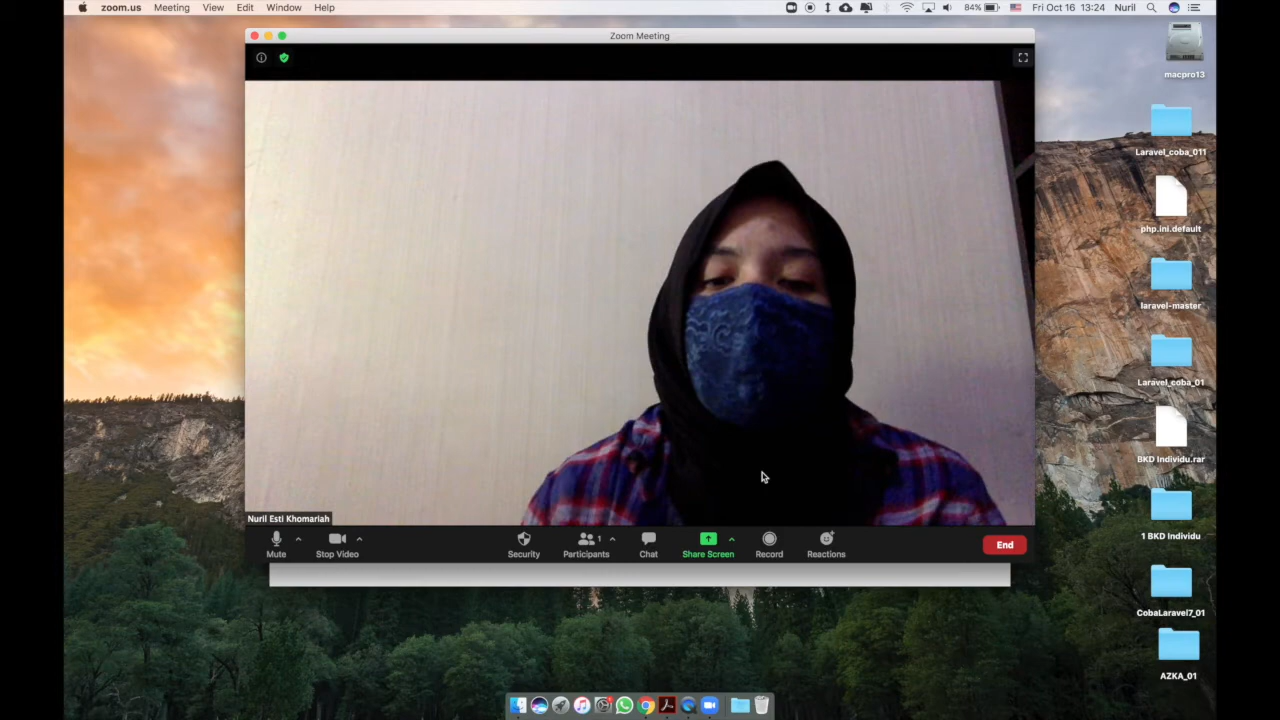 zoom.us Meeting View Edit Window Help 84% Fri Oct 16 13:24 Nuril
Zoom Meeting
macpro13
Laravel_coba_011
php.ini.default
laravel-master
Laravel_coba_01
BKD Individu.rar
1 BKD Individu
CobaLaravel7_01
AZKA_01
Nuril Esti Khomariah
Mute Stop Video Security Participants 1 Chat Share Screen Record Reactions End